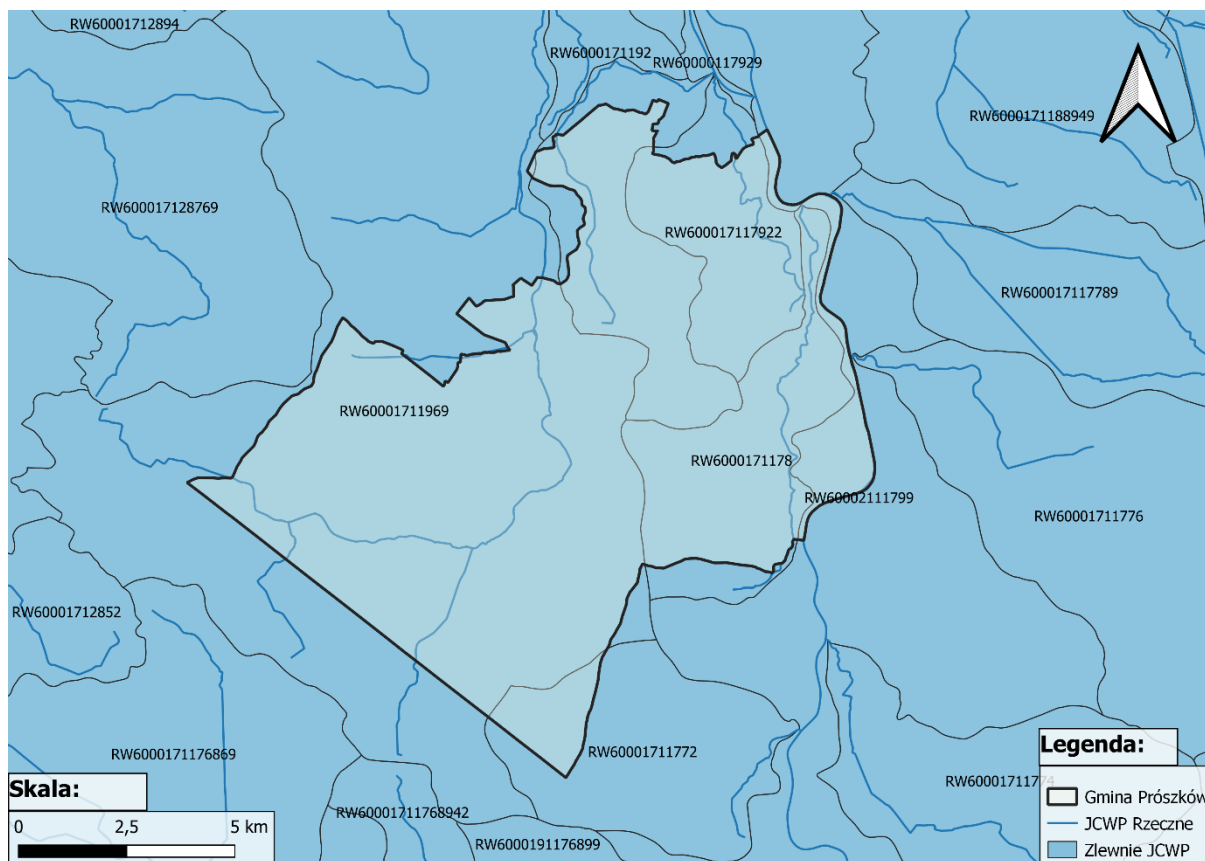 RW60001712894
RW6000171192
RW60000117929
RW6000171188949
RW600017128769
RW600017117922
RW600017117789
RW60001711969
RW6000171178
RW60002111799
RW60001711776
RW60001712852
RW6000171176869
RW60001711772
RW60001711774
RW60001711768942
RW6000191176899
Skala:
0 2,5 5 km
Legenda:
Gmina Prószków
JCWP Rzeczne
Zlewnie JCWP